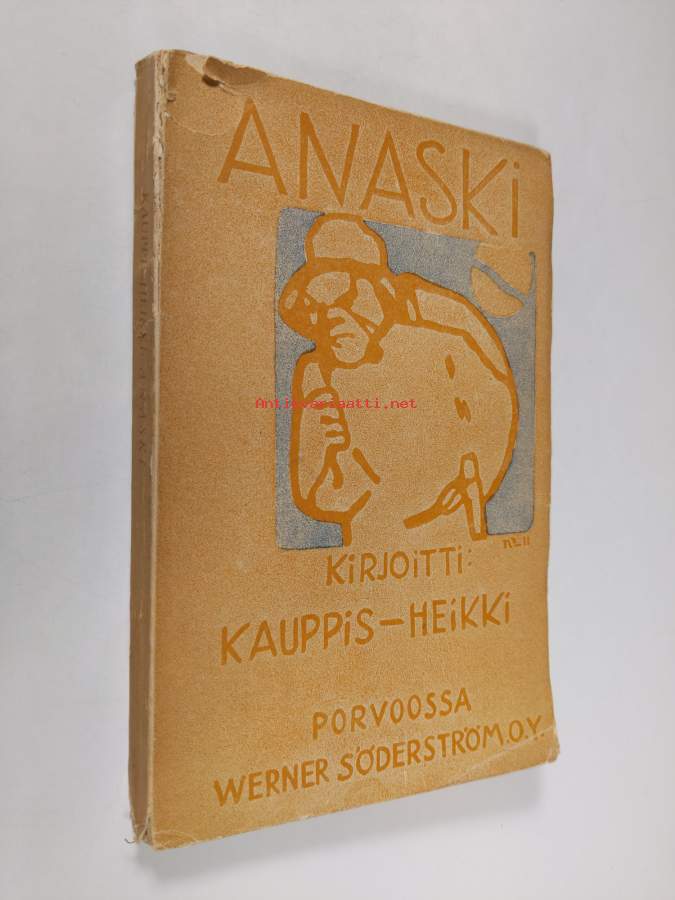 ANASKi
Antikvariaatti.net
KiRJOiTTi:
KAUPPiS–HEiKKi
PORVOOSSA
WERNER SÖDERSTRÖM.O.Y.